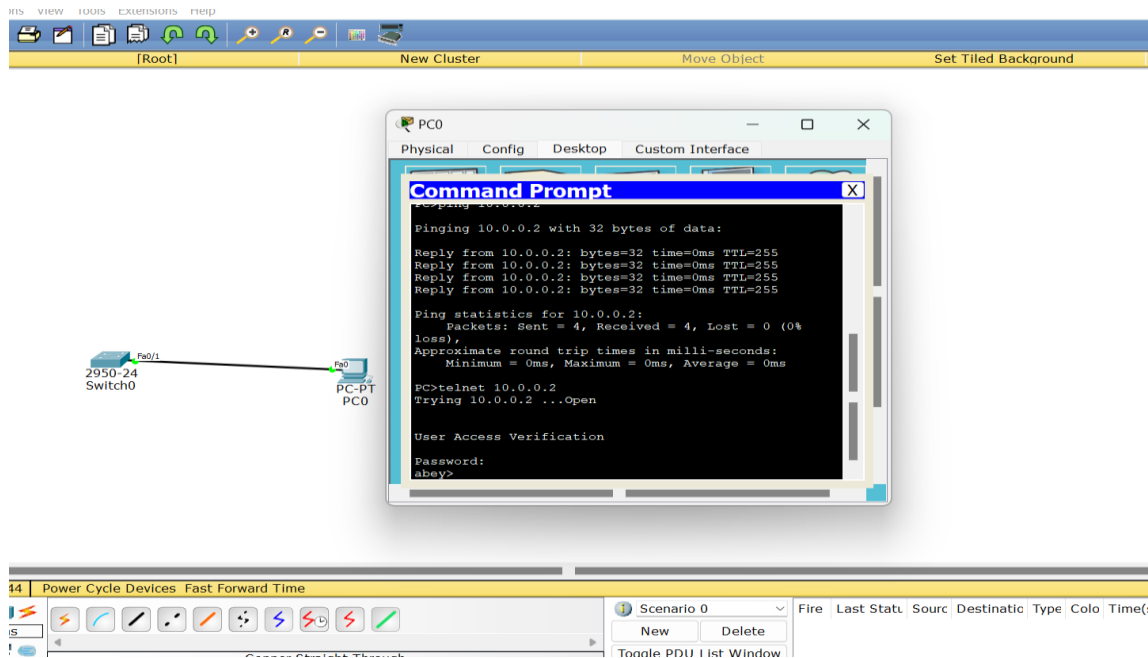 ons View Tools Extensions Help
[Root] New Cluster Move Object Set Tiled Background
PC0
Physical Config Desktop Custom Interface
Command Prompt X
PC>ping 10.0.0.2
Pinging 10.0.0.2 with 32 bytes of data:
Reply from 10.0.0.2: bytes=32 time=0ms TTL=255
Reply from 10.0.0.2: bytes=32 time=0ms TTL=255
Reply from 10.0.0.2: bytes=32 time=0ms TTL=255
Reply from 10.0.0.2: bytes=32 time=0ms TTL=255
Ping statistics for 10.0.0.2:
Packets: Sent = 4, Received = 4, Lost = 0 (0%
loss),
Approximate round trip times in milli-seconds:
Minimum = 0ms, Maximum = 0ms, Average = 0ms
PC>telnet 10.0.0.2
Trying 10.0.0.2 ...Open
User Access Verification
Password:
abey>
Fa0/1
2950-24
Switch0
Fa0
PC-PT
PC0
44 Power Cycle Devices Fast Forward Time
Scenario 0
New Delete
Toggle PDU List Window
Fire Last Statu Sourc Destinatio Type Colo Time(s
Copper Straight-Through